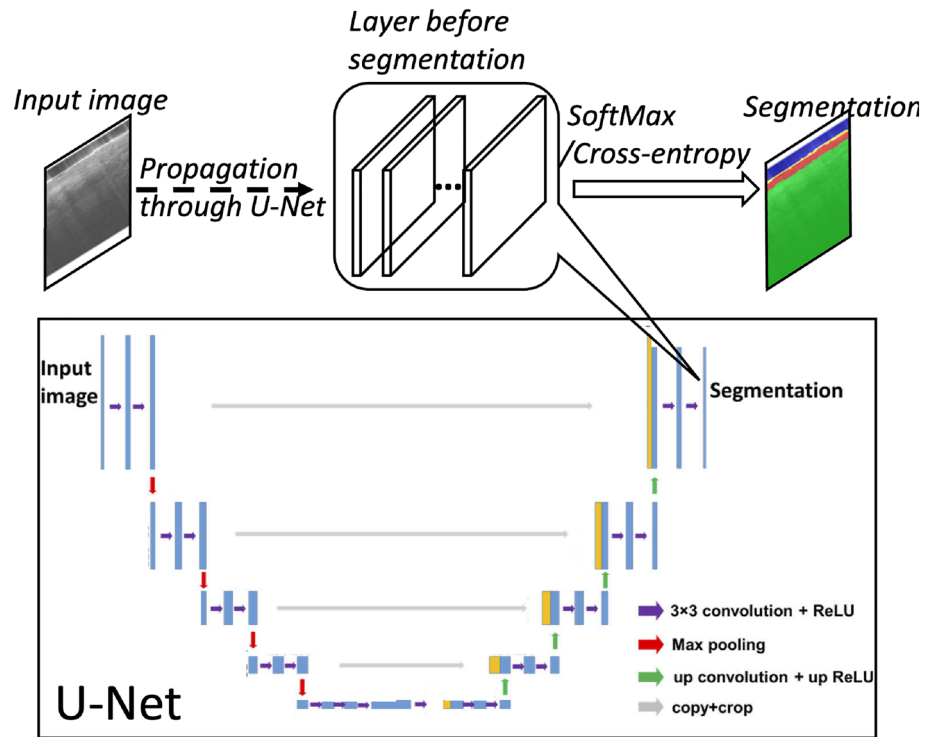 Layer before
segmentation
Input image
SoftMax
/Cross-entropy
Segmentation
Propagation
through U-Net
Input
image
Segmentation
3×3 convolution + ReLU
Max pooling
up convolution + up ReLU
copy+crop
U-Net